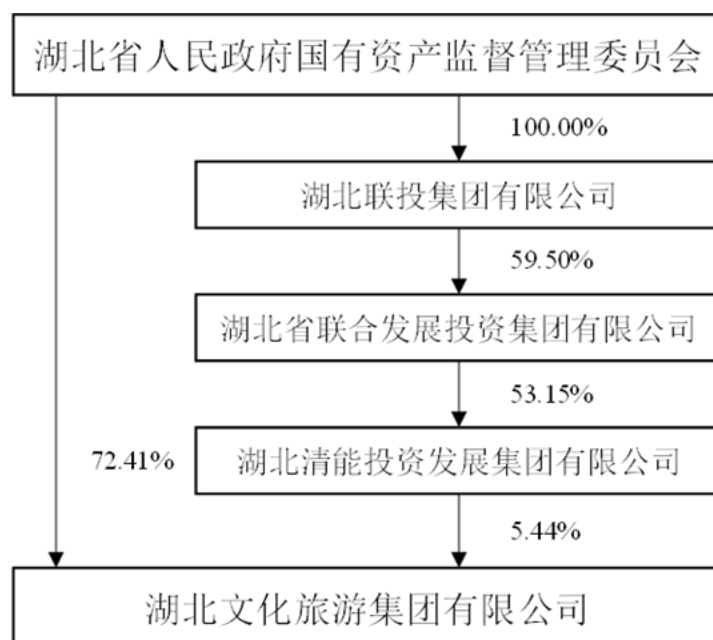 湖北省人民政府国有资产监督管理委员会
100.00%
湖北联投集团有限公司
59.50%
湖北省联合发展投资集团有限公司
53.15%
72.41%
湖北清能投资发展集团有限公司
5.44%
湖北文化旅游集团有限公司